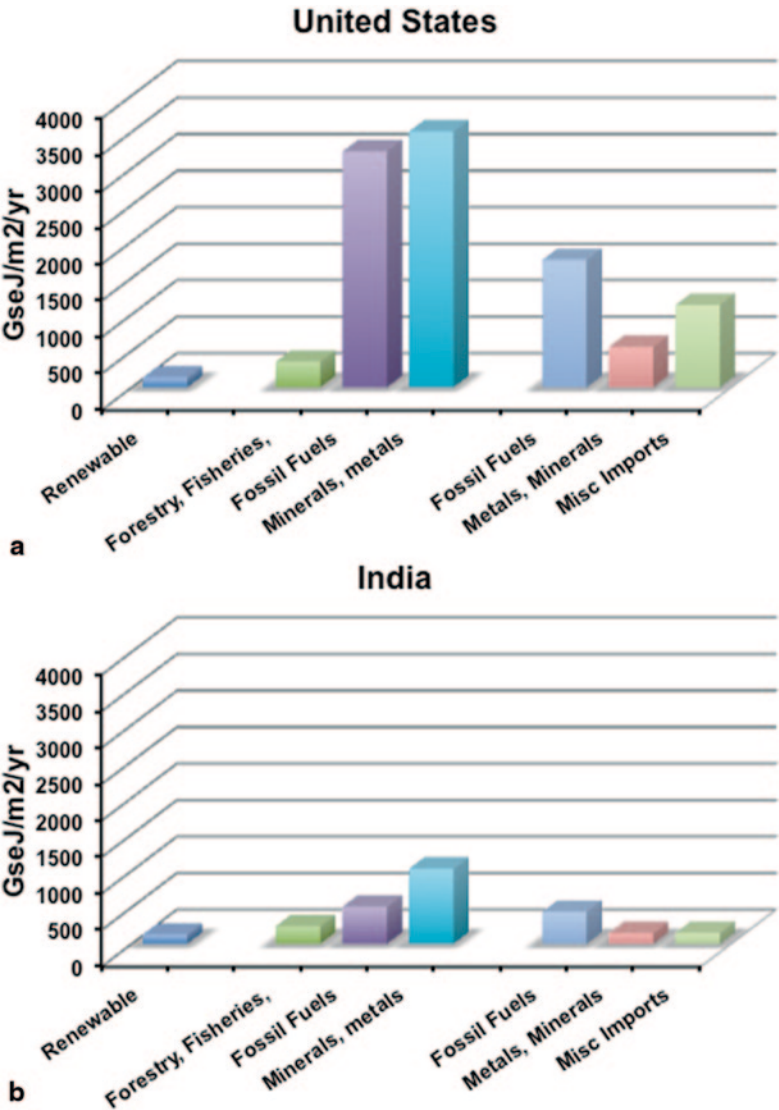 United States
GseJ/m2/yr
4000
3500
3000
2500
2000
1500
1000
500
0
Renewable
Forestry, Fisheries,
Fossil Fuels
Minerals, metals
Fossil Fuels
Metals, Minerals
Misc Imports
a
India
GseJ/m2/yr
4000
3500
3000
2500
2000
1500
1000
500
0
Renewable
Forestry, Fisheries,
Fossil Fuels
Minerals, metals
Fossil Fuels
Metals, Minerals
Misc Imports
b